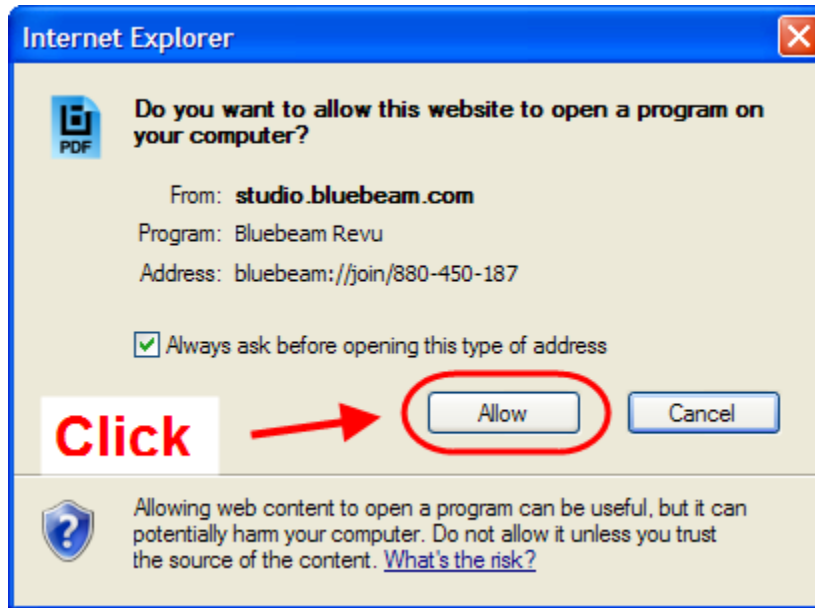 Internet Explorer
Do you want to allow this website to open a program on
your computer?
PDF
From: studio.bluebeam.com
Program: Bluebeam Revu
Address: bluebeam://join/880-450-187
Always ask before opening this type of address
Click
Allow
Cancel
Allowing web content to open a program can be useful, but it can
potentially harm your computer. Do not allow it unless you trust
the source of the content. What's the risk?